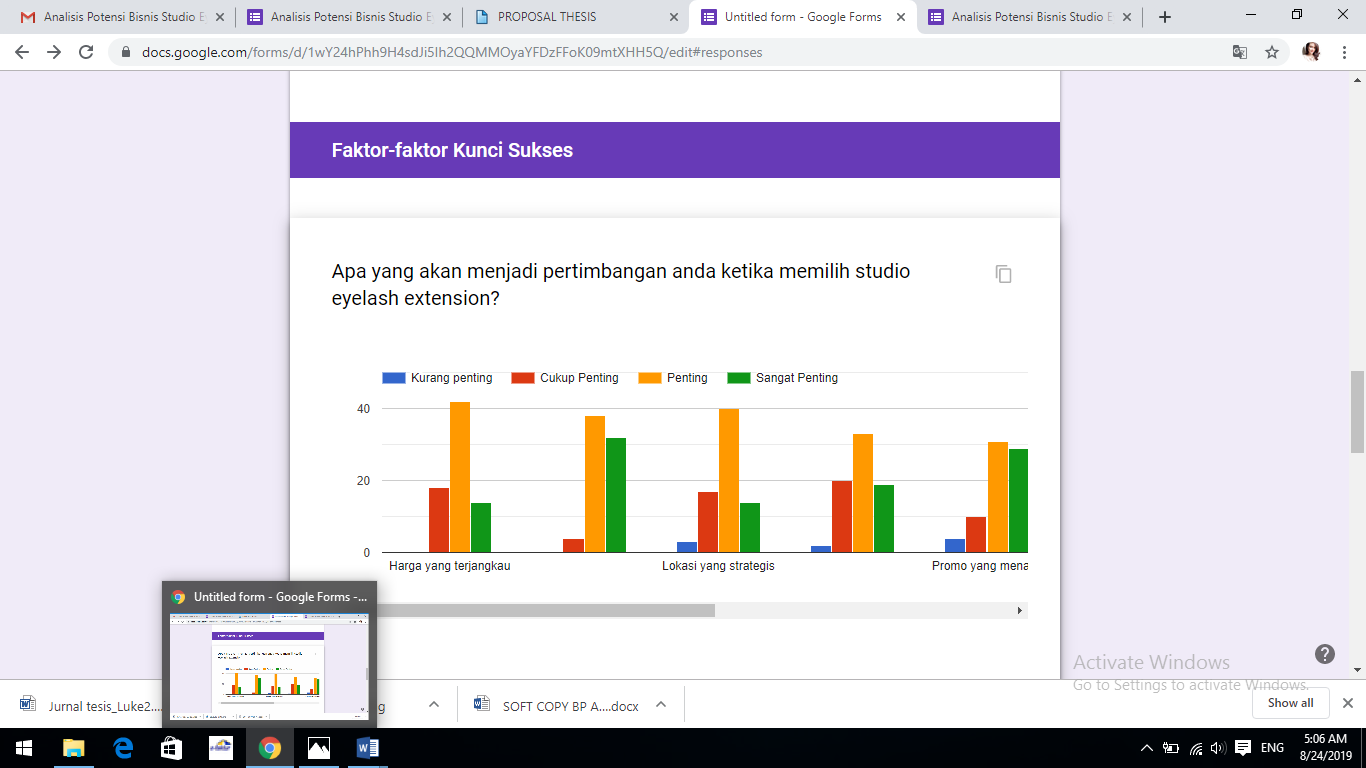 Analisis Potensi Bisnis Studio E
Analisis Potensi Bisnis Studio E
PROPOSAL THESIS
Untitled form - Google Forms
Analisis Potensi Bisnis Studio E
docs.google.com/forms/d/1wY24hPhh9H4sdJi5lh2QQMMOyaYFDzFFoK09mtXHH5Q/edit#responses
Faktor-faktor Kunci Sukses
Apa yang akan menjadi pertimbangan anda ketika memilih studio
eyelash extension?
Kurang penting
Cukup Penting
Penting
Sangat Penting
40
20
0
Harga yang terjangkau
Lokasi yang strategis
Promo yang mena
Untitled form - Google Forms -...
Activate Windows
Go to Settings to activate Windows.
Jurnal tesis_Luke2....
SOFT COPY BP A....docx
Show all
ENG
5:06 AM
8/24/2019